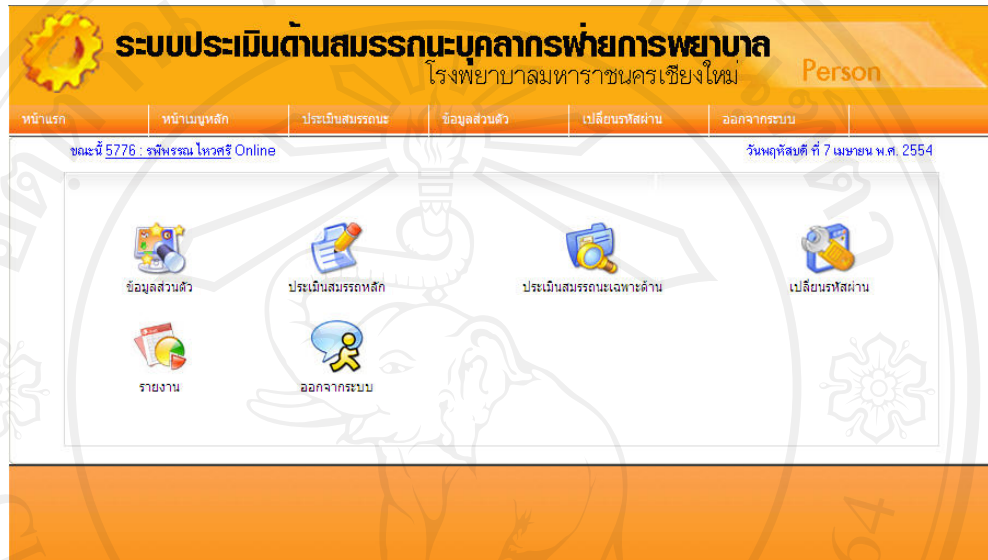 ระบบประเมินด้านสมรรถนะบุคลากรฝ่ายการพยาบาล
โรงพยาบาลมหาราชนครเชียงใหม่
Person
หน้าแรก หน้าเมนูหลัก ประเมินสมรรถนะ ข้อมูลส่วนตัว เปลี่ยนรหัสผ่าน ออกจากระบบ
ขณะนี้ 5776 : รพีพรรณ ไหวศรี Online วันพฤหัสบดี ที่ 7 เมษายน พ.ศ. 2554
ข้อมูลส่วนตัว ประเมินสมรรถหลัก ประเมินสมรรถนะเฉพาะด้าน เปลี่ยนรหัสผ่าน
รายงาน ออกจากระบบ